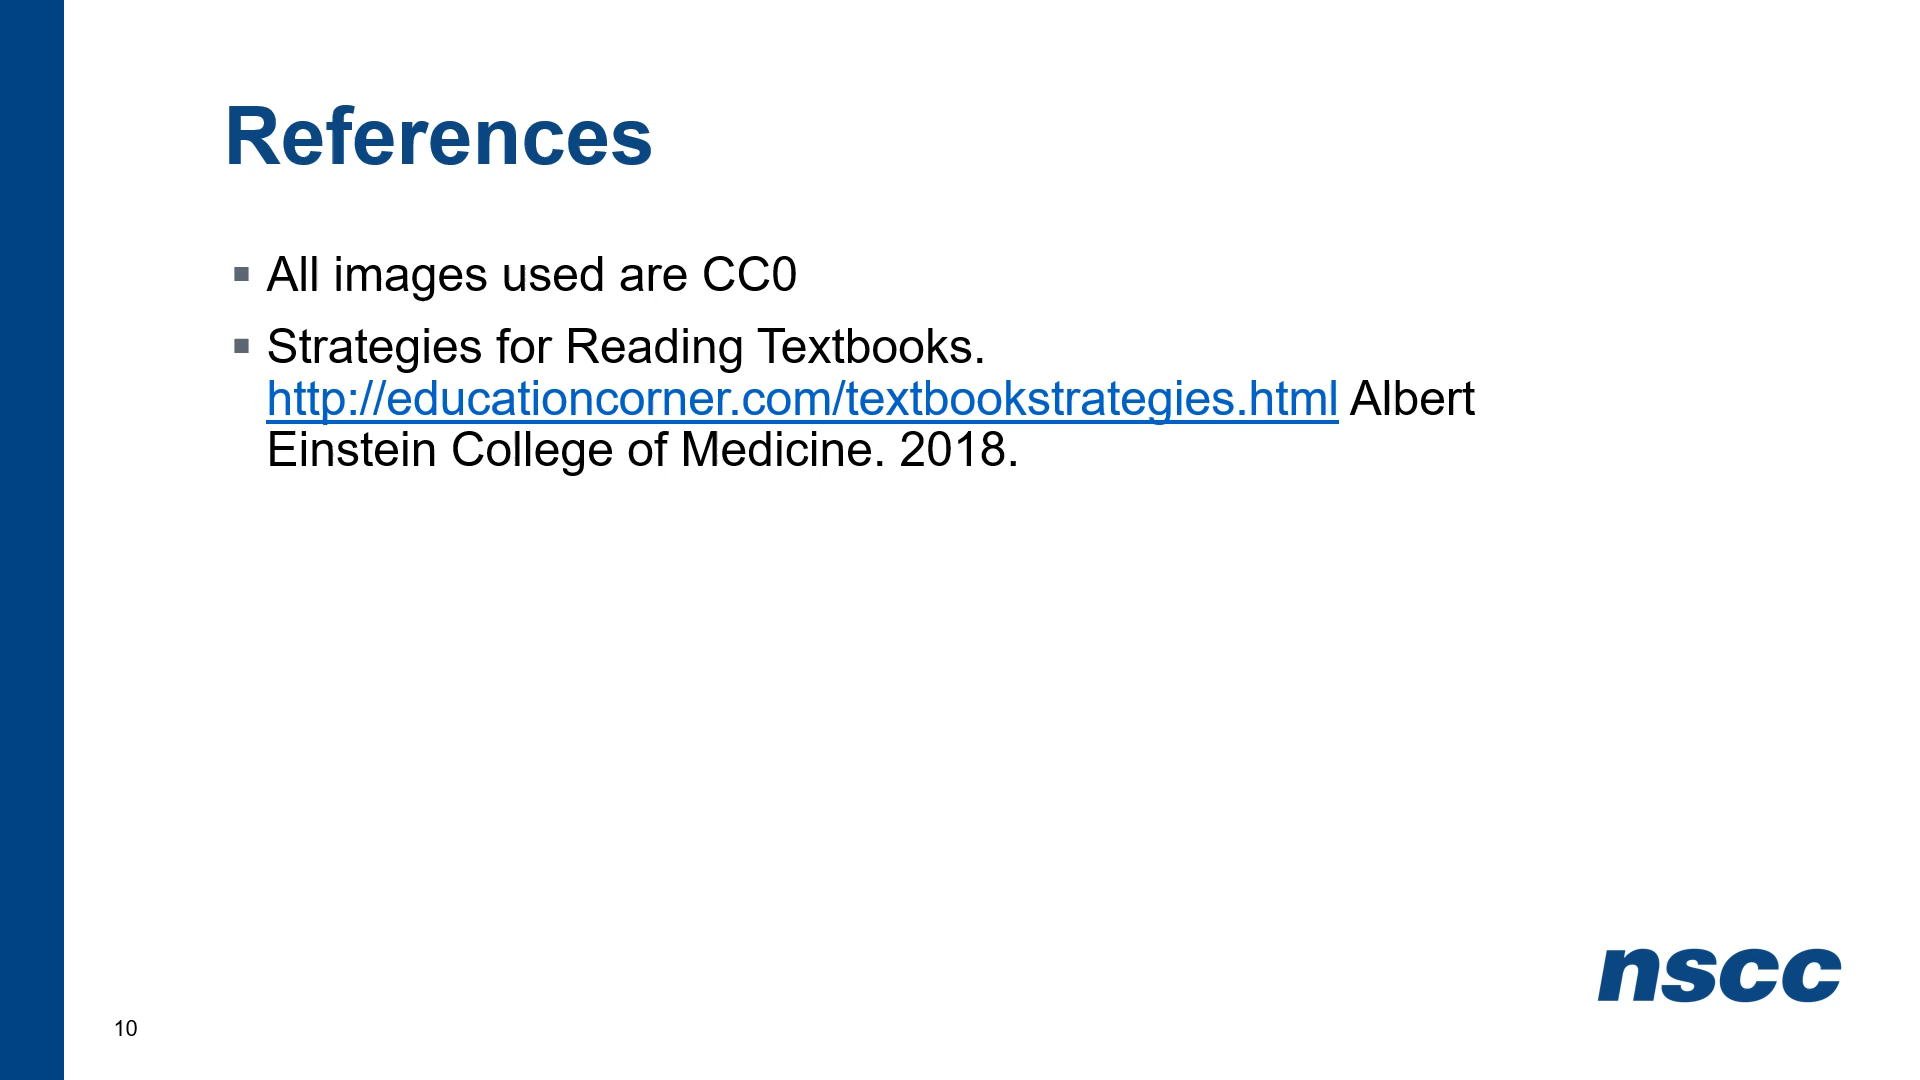 References
▪ All images used are CC0
▪ Strategies for Reading Textbooks.
http://educationcorner.com/textbookstrategies.html Albert
Einstein College of Medicine. 2018.
nscc
10